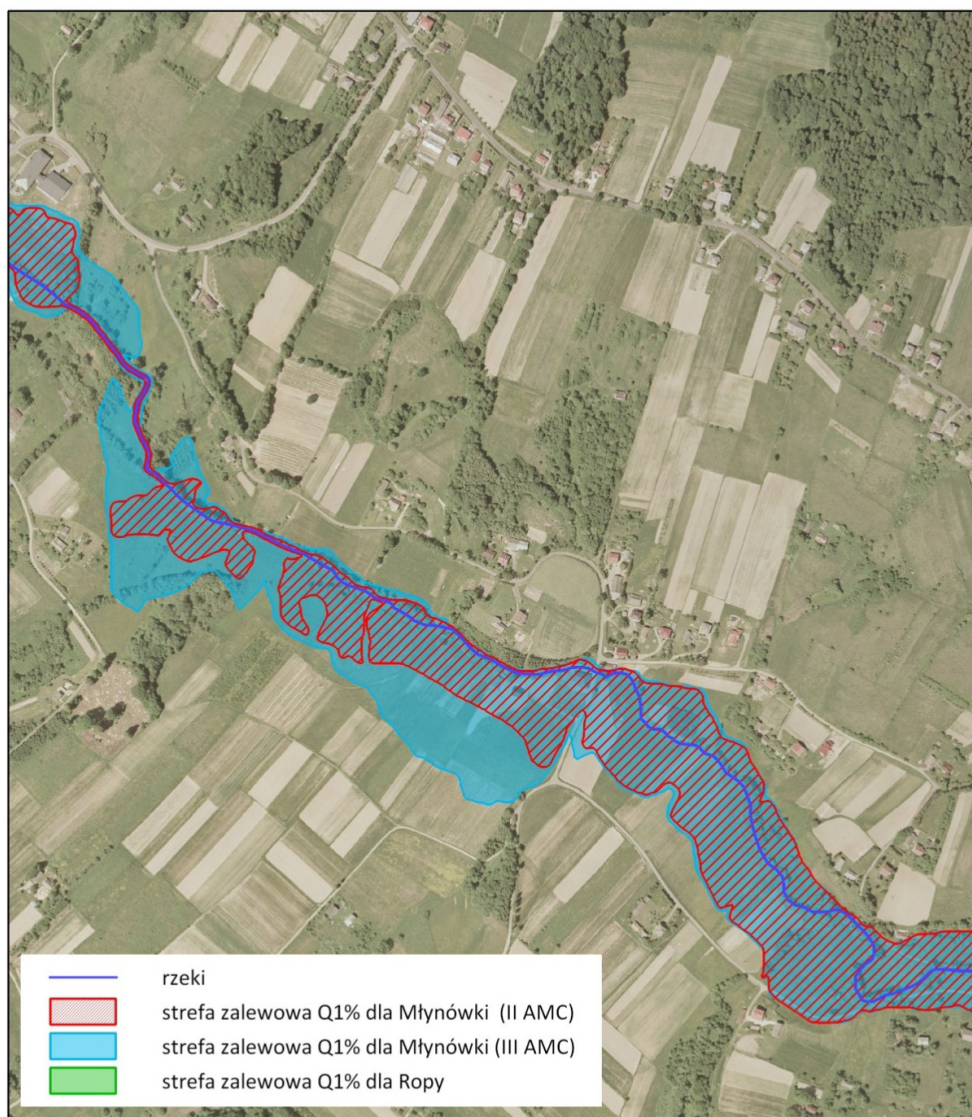 rzeki
strefa zalewowa Q1% dla Młynówki (II AMC)
strefa zalewowa Q1% dla Młynówki (III AMC)
strefa zalewowa Q1% dla Ropy